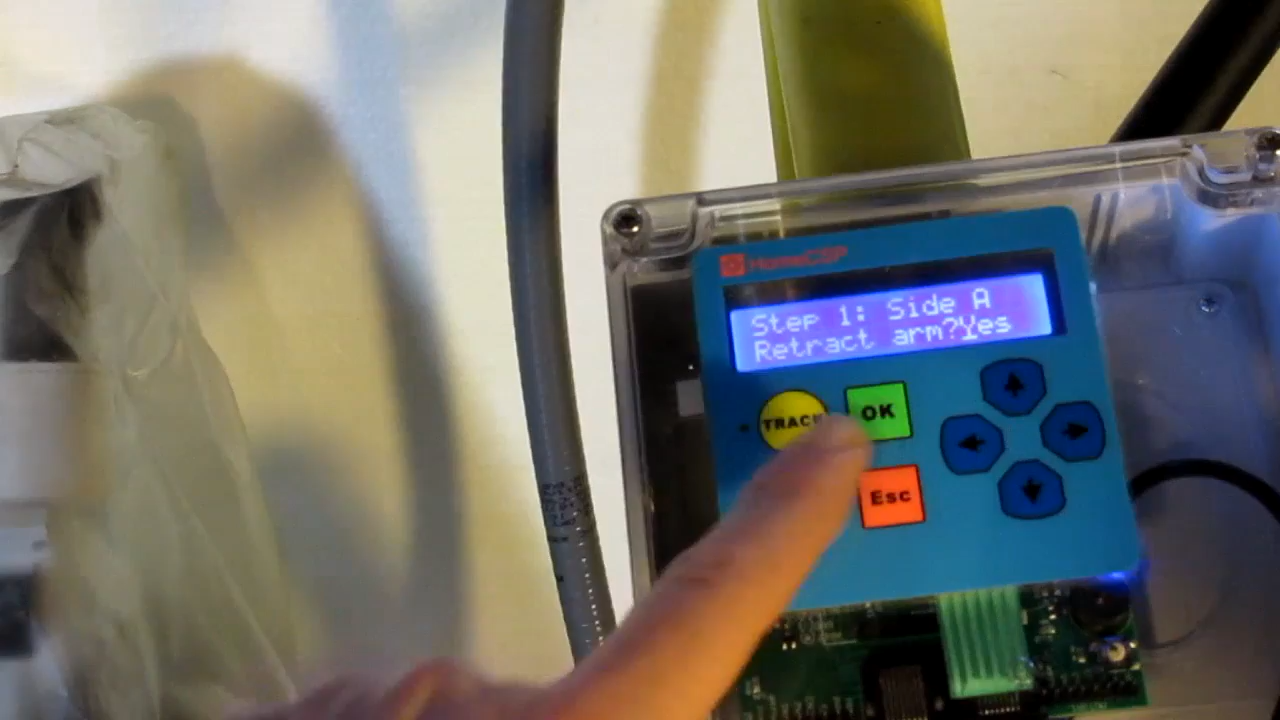 HomeCSP
Step 1: Side A
Retract arm?Yes
TRACK
OK
Esc